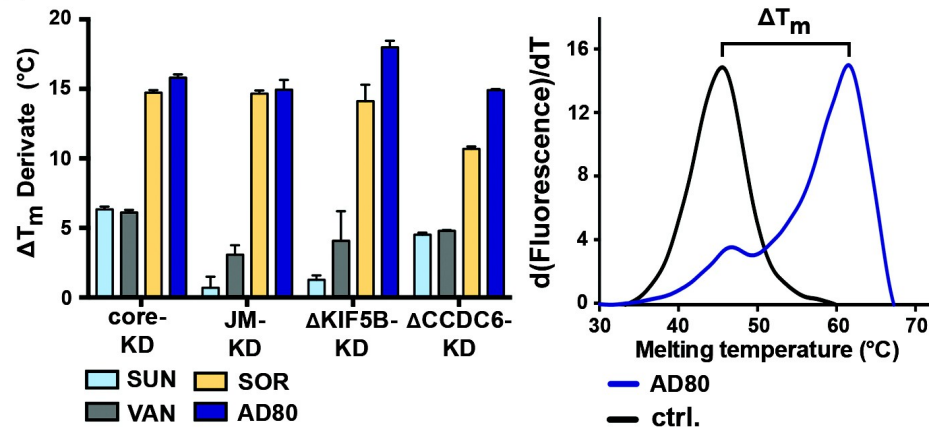 ΔTm Derivate (°C)
20
15
10
5
0
core-
KD
JM-
KD
ΔKIF5B-
KD
ΔCCDC6-
KD
SUN
SOR
VAN
AD80
ΔTm
d(Fluorescence)/dT
16
12
8
4
0
30
40
50
60
70
Melting temperature (°C)
AD80
ctrl.